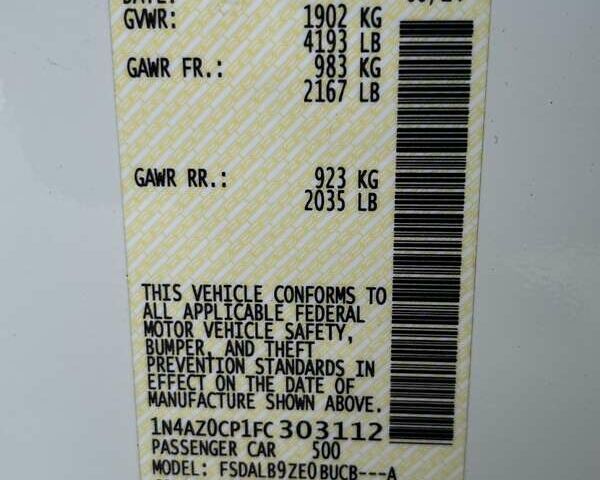 GVWR: 1902 KG
4193 LB
GAWR FR.: 983 KG
2167 LB
GAWR RR.: 923 KG
2035 LB
THIS VEHICLE CONFORMS TO
ALL APPLICABLE FEDERAL
MOTOR VEHICLE SAFETY,
BUMPER, AND THEFT
PREVENTION STANDARDS IN
EFFECT ON THE DATE OF
MANUFACTURE SHOWN ABOVE.
1N4AZ0CP1FC303112
PASSENGER CAR 500
MODEL: FSDALB9ZE0BUCB---A